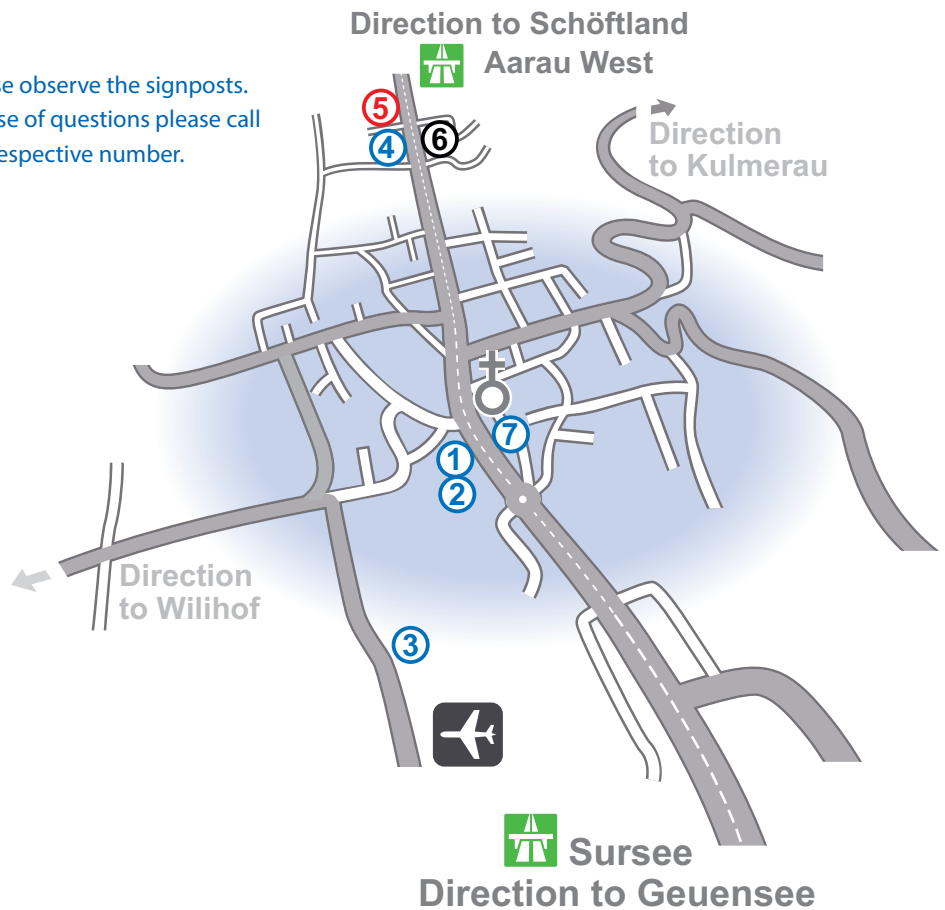 Direction to Schöftland
Aarau West
se observe the signposts.
se of questions please call
espective number.
5
4
6
Direction
to Kulmerau
7
1
2
Direction
to Wilihof
3
Sursee
Direction to Geuensee